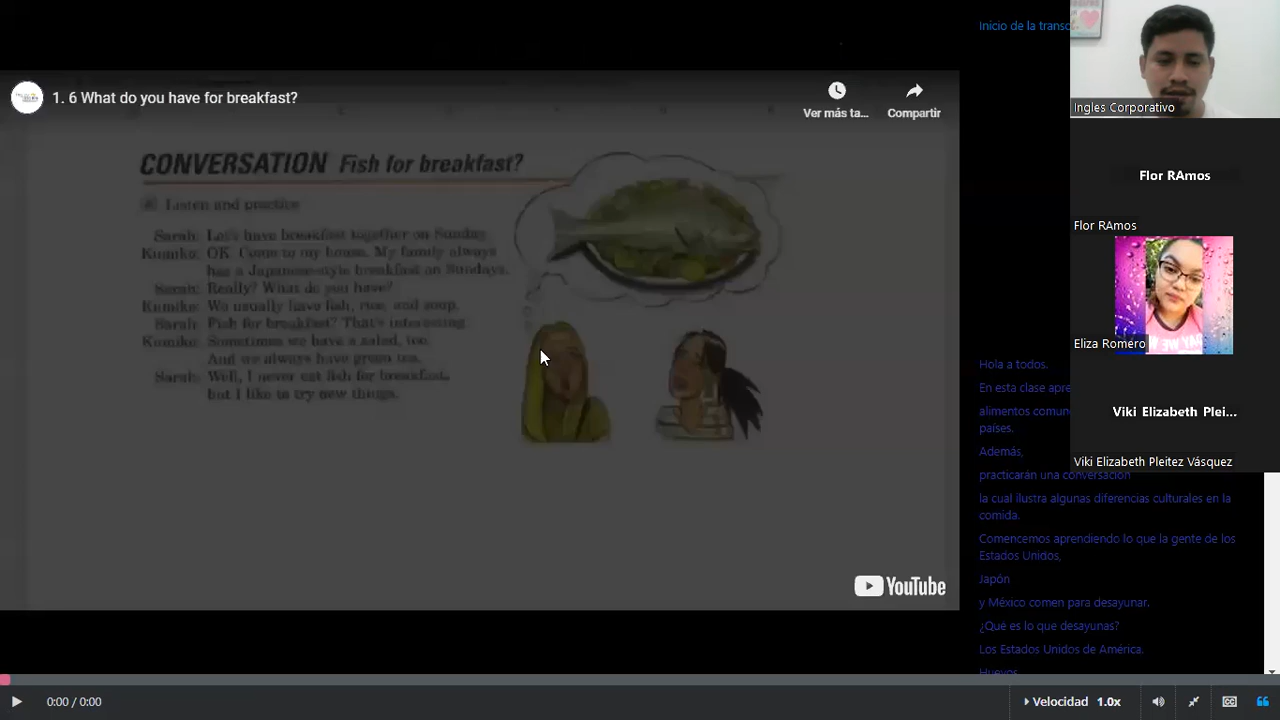 Inicio de la transc
1. 6 What do you have for breakfast?
Ver más ta...
Compartir
Ingles Corporativo
CONVERSATION Fish for breakfast?
Listen and practice
Sarah: Let's have breakfast together on Sunday.
Kumiko: OK. Come to my house. My family always
has a Japanese-style breakfast on Sundays.
Sarah: Really? What do you have?
Kumiko: We usually have fish, rice, and soup.
Sarah: Fish for breakfast? That's interesting.
Kumiko: Sometimes we have a salad, too.
And we always have green tea.
Sarah: Well, I never eat fish for breakfast,
but I like to try new things.
YouTube
Flor RAmos
Flor RAmos
Eliza Romero
Viki Elizabeth Plei...
Viki Elizabeth Pleitez Vásquez
Hola a todos.
En esta clase apre
alimentos comun
países.
Además,
practicarán una conversación
la cual ilustra algunas diferencias culturales en la
comida.
Comencemos aprendiendo lo que la gente de los
Estados Unidos,
Japón
y México comen para desayunar.
¿Qué es lo que desayunas?
Los Estados Unidos de América.
Huevos
0:00 / 0:00
Velocidad 1.0x
CC